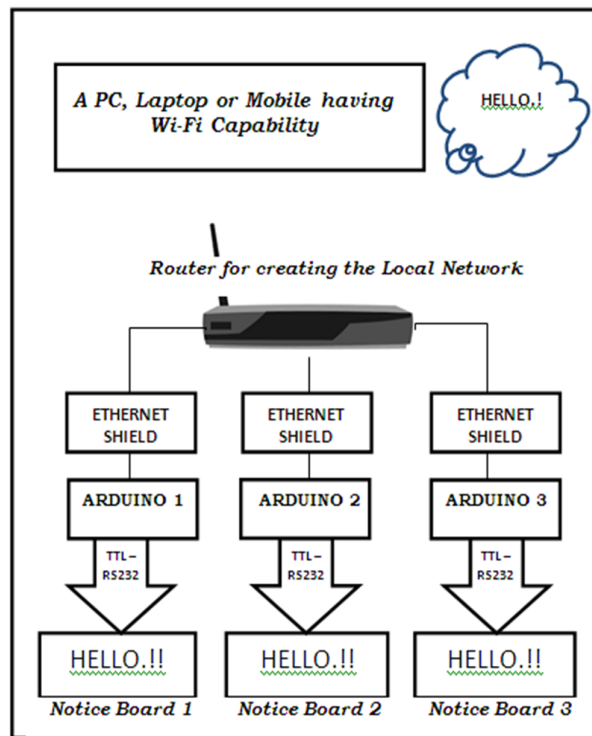 A PC, Laptop or Mobile having
Wi-Fi Capability
HELLO.!
Router for creating the Local Network
ETHERNET
SHIELD
ETHERNET
SHIELD
ETHERNET
SHIELD
ARDUINO 1
ARDUINO 2
ARDUINO 3
TTL–
RS232
TTL–
RS232
TTL–
RS232
HELLO.!!
HELLO.!!
HELLO.!!
Notice Board 1
Notice Board 2
Notice Board 3